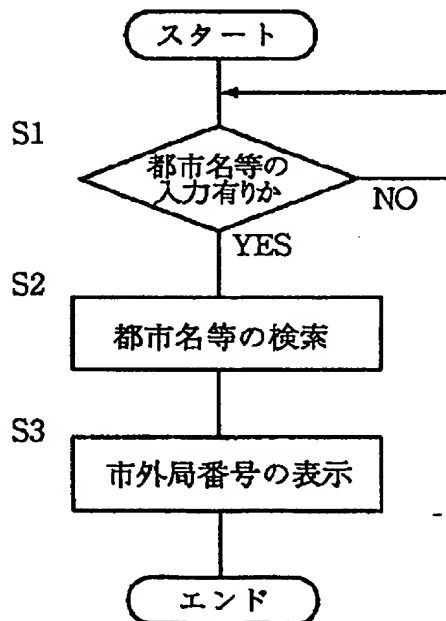 スタート
S1
都市名等の
入力有りか
NO
YES
S2
都市名等の検索
S3
市外局番号の表示
エンド